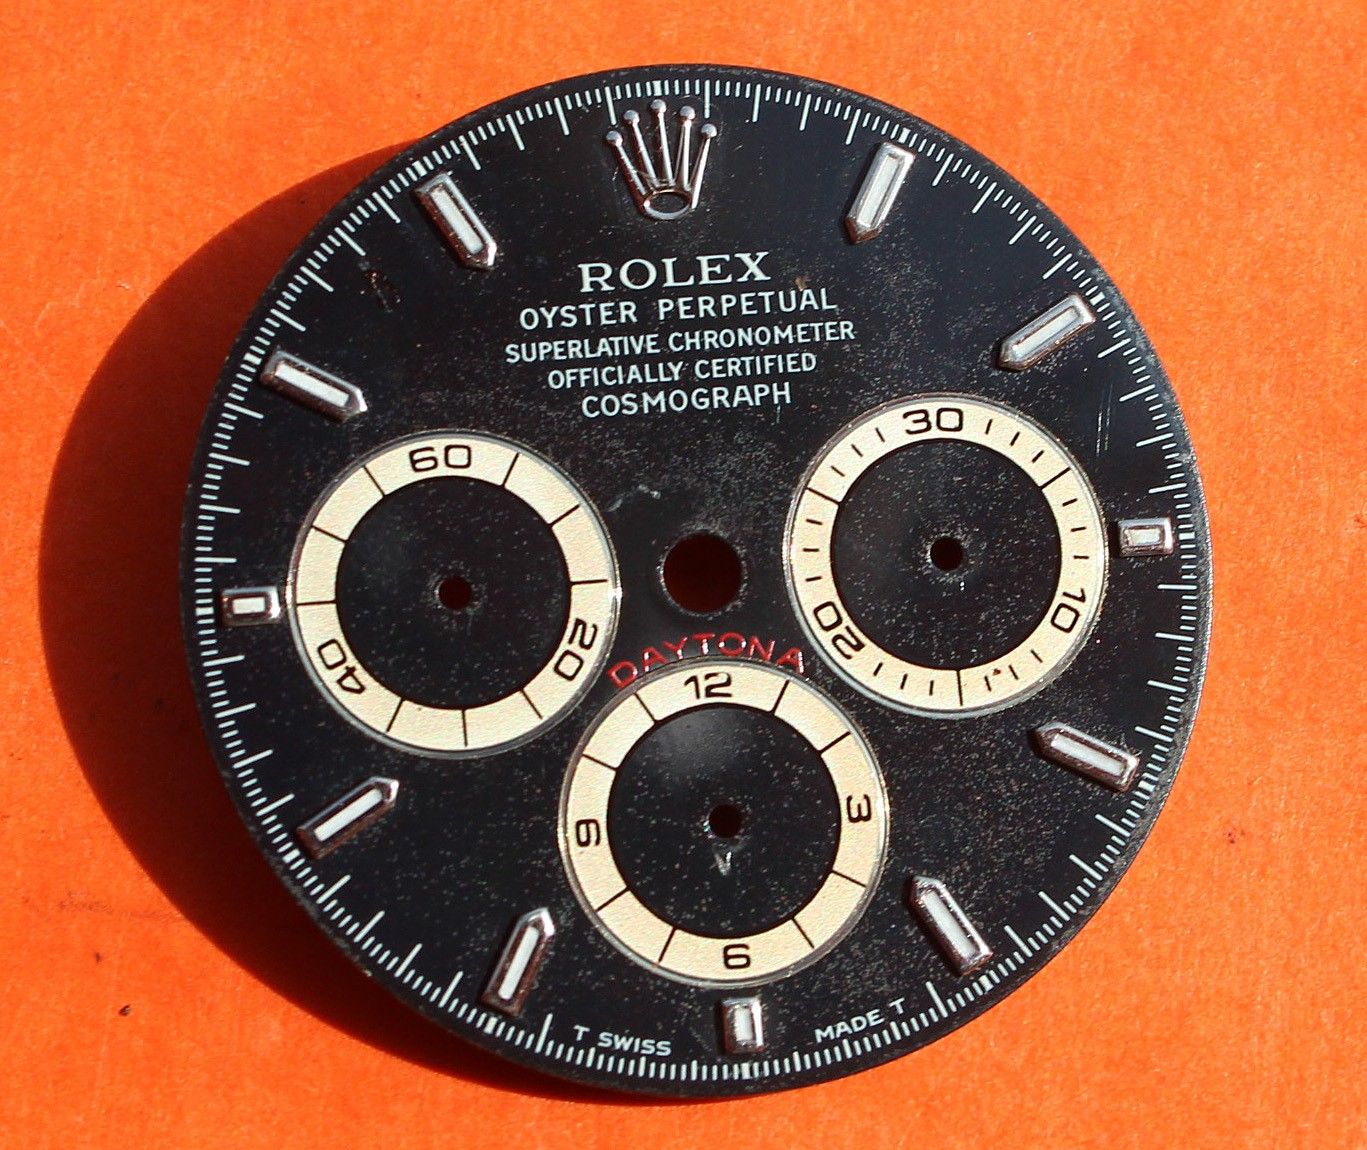 ROLEX
OYSTER PERPETUAL
SUPERLATIVE CHRONOMETER
OFFICIALLY CERTIFIED
COSMOGRAPH
60
20
40
30
10
20
DAYTONA
12
3
6
9
T SWISS MADE T